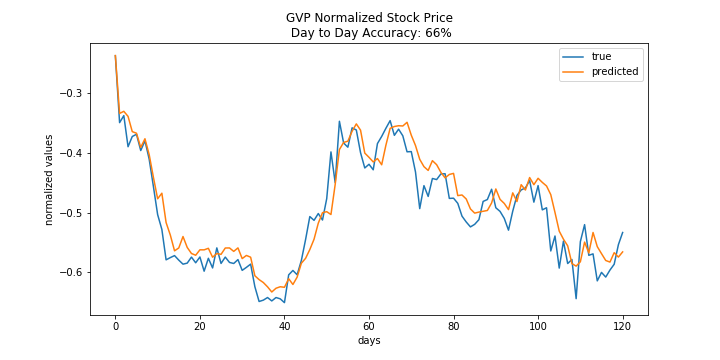 GVP Normalized Stock Price
Day to Day Accuracy: 66%
true
predicted
normalized values
−0.3
−0.4
−0.5
−0.6
0
20
40
60
80
100
120
days